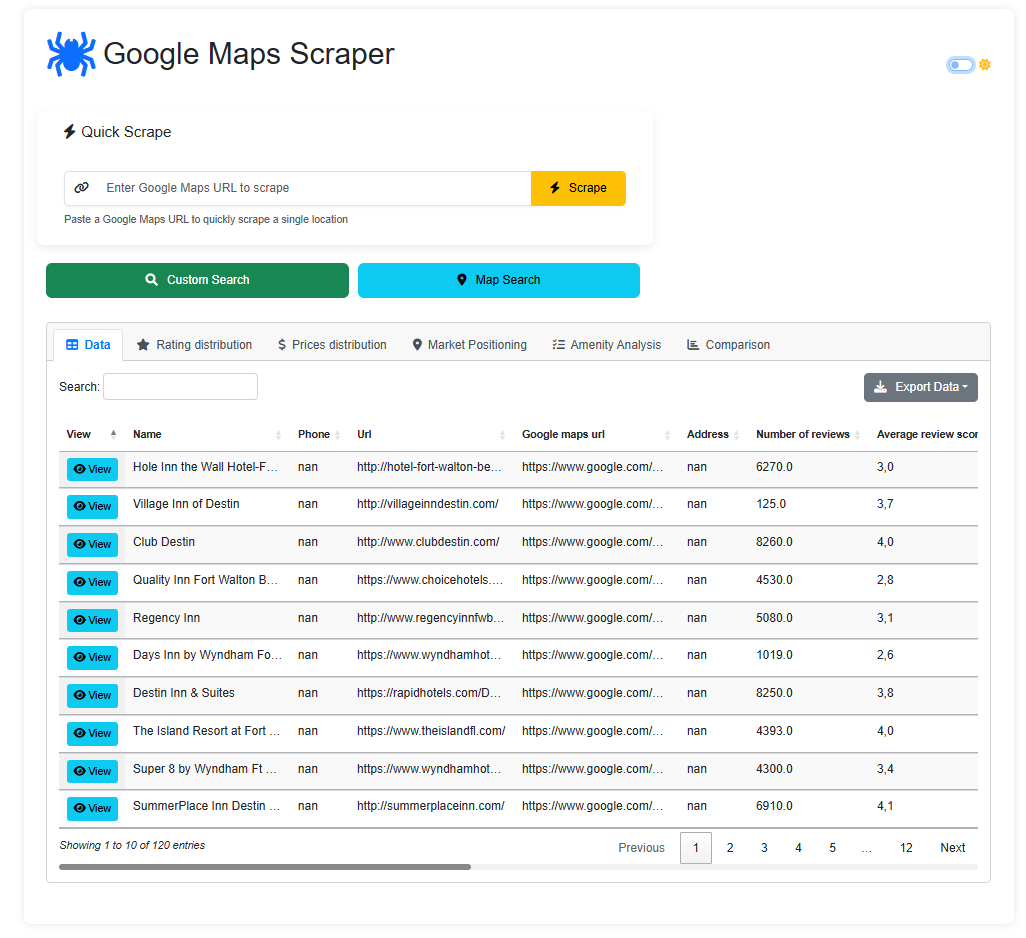 Google Maps Scraper
Quick Scrape
Enter Google Maps URL to scrape Scrape
Paste a Google Maps URL to quickly scrape a single location
Custom Search Map Search
Data Rating distribution $ Prices distribution Market Positioning Amenity Analysis Comparison
Search: Export Data
View Name Phone Url Google maps url Address Number of reviews Average review scor
View Hole Inn the Wall Hotel-F... nan http://hotel-fort-walton-be... https://www.google.com/... nan 6270.0 3,0
View Village Inn of Destin nan http://villageinndestin.com/ https://www.google.com/... nan 125.0 3,7
View Club Destin nan http://www.clubdestin.com/ https://www.google.com/... nan 8260.0 4,0
View Quality Inn Fort Walton B... nan https://www.choicehotels.... https://www.google.com/... nan 4530.0 2,8
View Regency Inn nan http://www.regencyinnfwb... https://www.google.com/... nan 5080.0 3,1
View Days Inn by Wyndham Fo... nan https://www.wyndhamhot... https://www.google.com/... nan 1019.0 2,6
View Destin Inn & Suites nan https://rapidhotels.com/D... https://www.google.com/... nan 8250.0 3,8
View The Island Resort at Fort ... nan https://www.theislandfl.com/ https://www.google.com/... nan 4393.0 4,0
View Super 8 by Wyndham Ft ... nan https://www.wyndhamhot... https://www.google.com/... nan 4300.0 3,4
View SummerPlace Inn Destin ... nan http://summerplaceinn.com/ https://www.google.com/... nan 6910.0 4,1
Showing 1 to 10 of 120 entries Previous 1 2 3 4 5 ... 12 Next